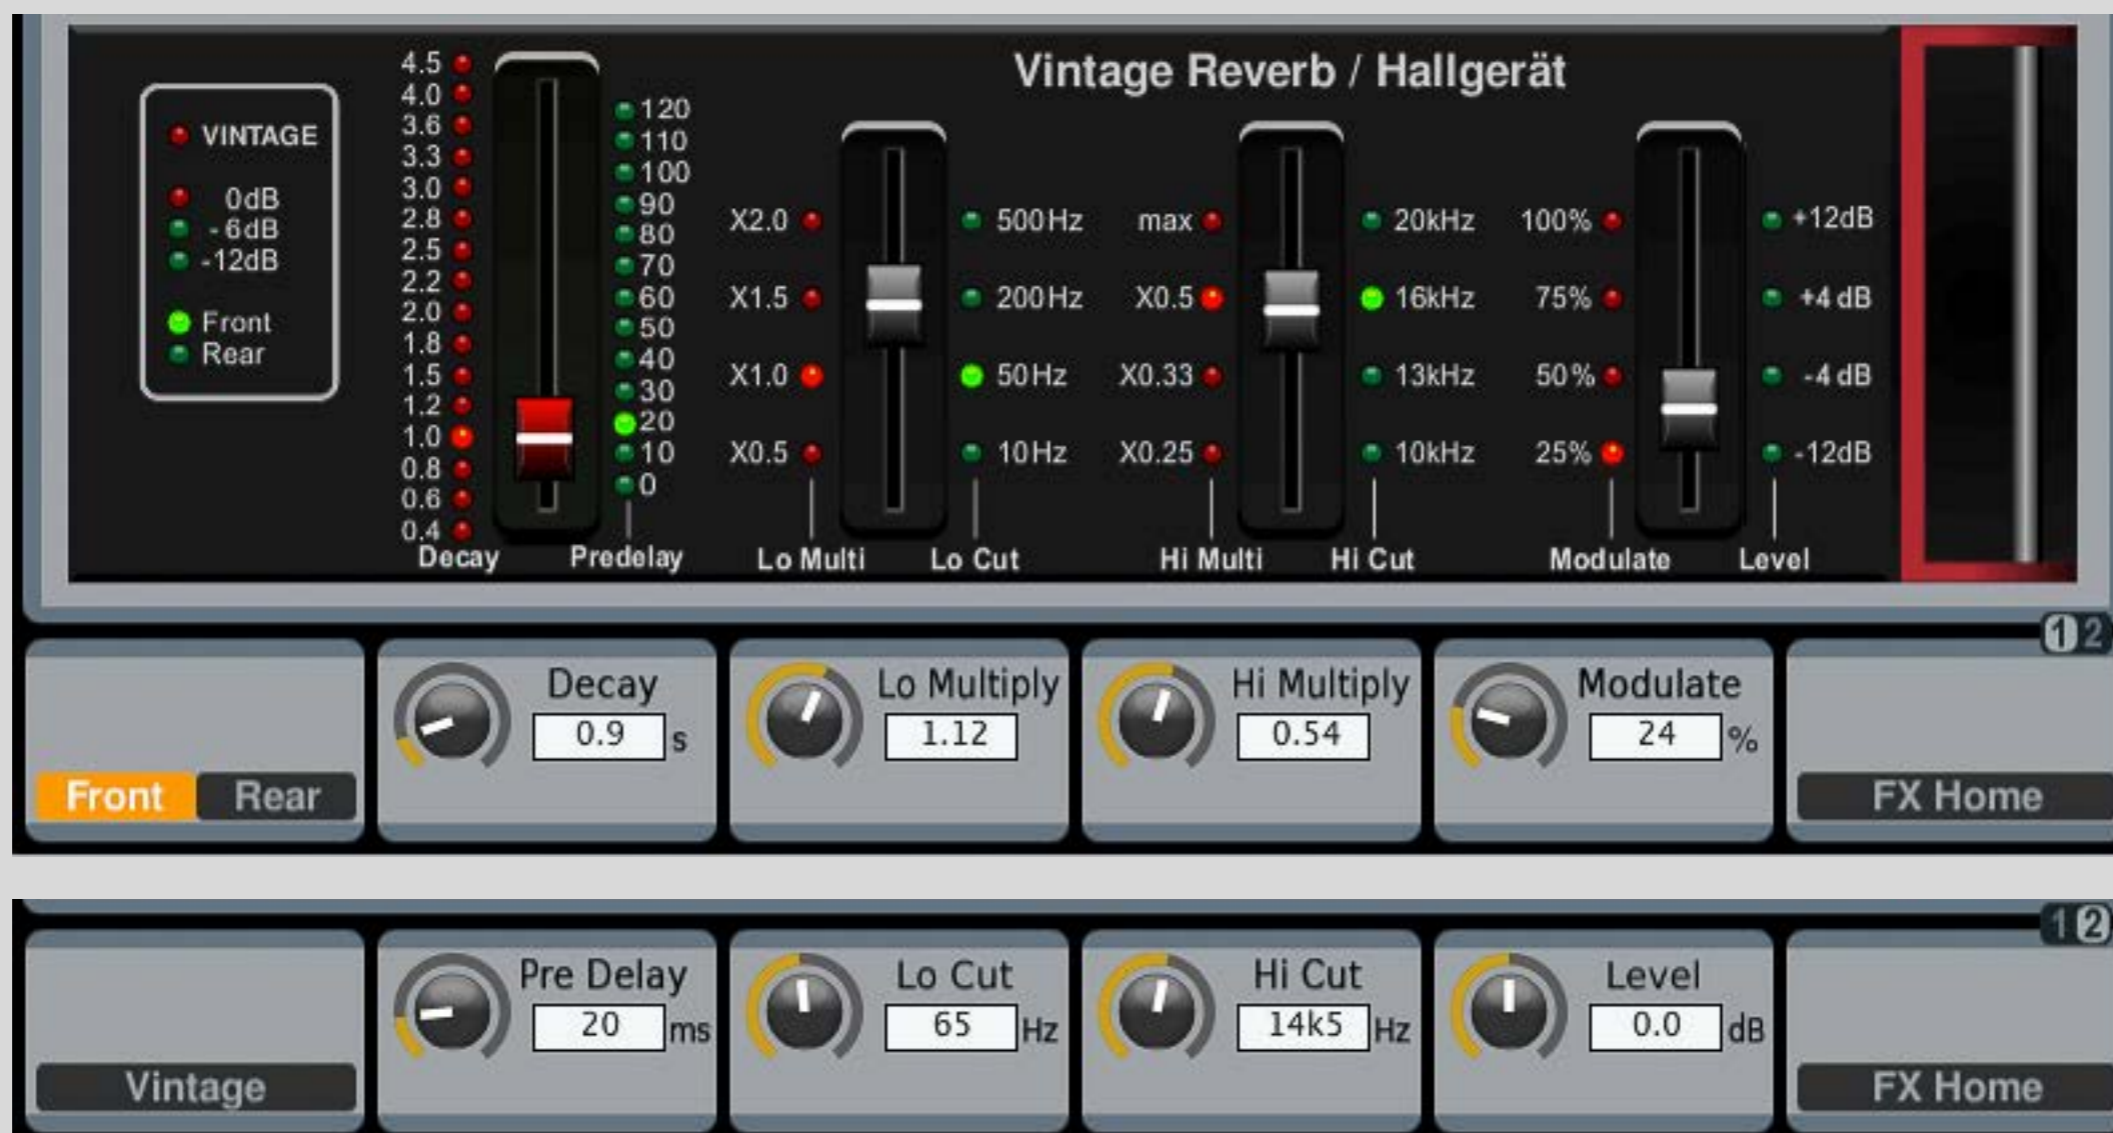 Vintage Reverb / Hallgerät
VINTAGE
0dB
-6dB
-12dB
Front
Rear
4.5
4.0
3.6
3.3
3.0
2.8
2.5
2.2
2.0
1.8
1.5
1.2
1.0
0.8
0.6
0.4
Decay
120
110
100
90
80
70
60
50
40
30
20
10
0
Predelay
X2.0
X1.5
X1.0
X0.5
Lo Multi
500Hz
200Hz
50Hz
10Hz
Lo Cut
max
X0.5
X0.33
X0.25
Hi Multi
20kHz
16kHz
13kHz
10kHz
Hi Cut
100%
75%
50%
25%
Modulate
+12dB
+4 dB
-4 dB
-12dB
Level
1 2
Front Rear
Decay
0.9 s
Lo Multiply
1.12
Hi Multiply
0.54
Modulate
24 %
FX Home
1 2
Vintage
Pre Delay
20 ms
Lo Cut
65 Hz
Hi Cut
14k5 Hz
Level
0.0 dB
FX Home